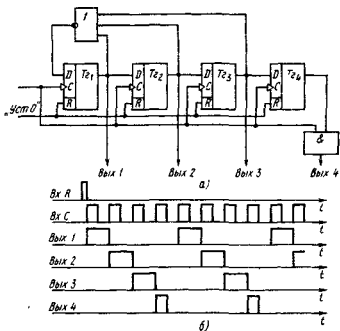 1
D Тг1 D Тг2 D Тг3 D Тг4
C C C C
„Уст 0"
R R R R
&
Вых 1 Вых 2 Вых 3 Вых 4
а)
Вх R t
Вх С t
Вых 1 t
Вых 2 t
Вых 3 t
Вых 4 t
б)